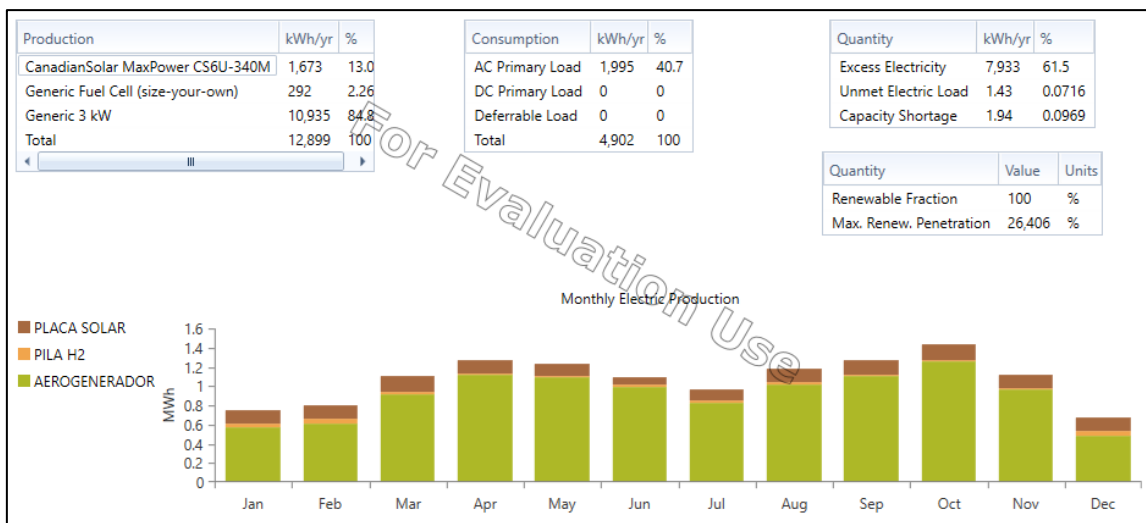 Production kWh/yr %
CanadianSolar MaxPower CS6U-340M 1,673 13.0
Generic Fuel Cell (size-your-own) 292 2.26
Generic 3 kW 10,935 84.8
Total 12,899 100
Consumption kWh/yr %
AC Primary Load 1,995 40.7
DC Primary Load 0 0
Deferrable Load 0 0
Total 4,902 100
Quantity kWh/yr %
Excess Electricity 7,933 61.5
Unmet Electric Load 1.43 0.0716
Capacity Shortage 1.94 0.0969
Quantity Value Units
Renewable Fraction 100 %
Max. Renew. Penetration 26,406 %
For Evaluation Use
Monthly Electric Production
PLACA SOLAR
PILA H2
AEROGENERADOR
MWh
1.6
1.4
1.2
1
0.8
0.6
0.4
0.2
0
Jan Feb Mar Apr May Jun Jul Aug Sep Oct Nov Dec